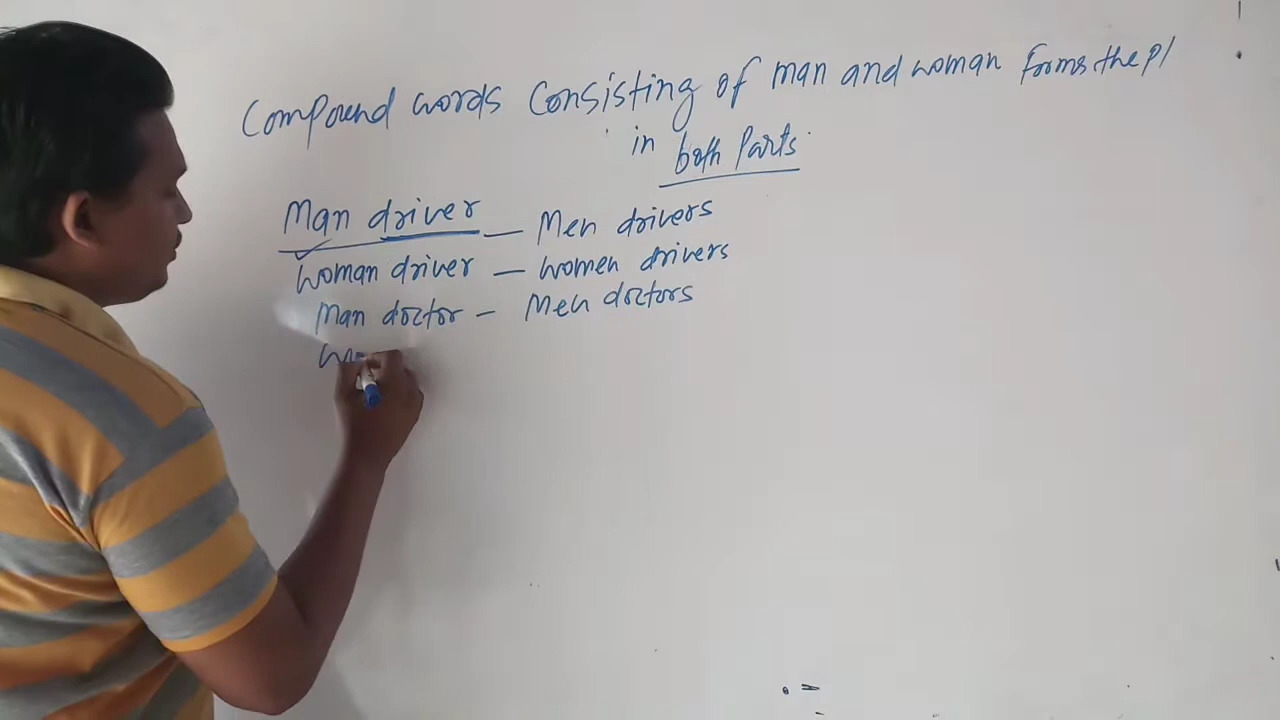 Compound words Consisting of man and woman forms the pl
in both Parts
Man driver — Men drivers
Woman driver — Women drivers
Man doctor – Men doctors